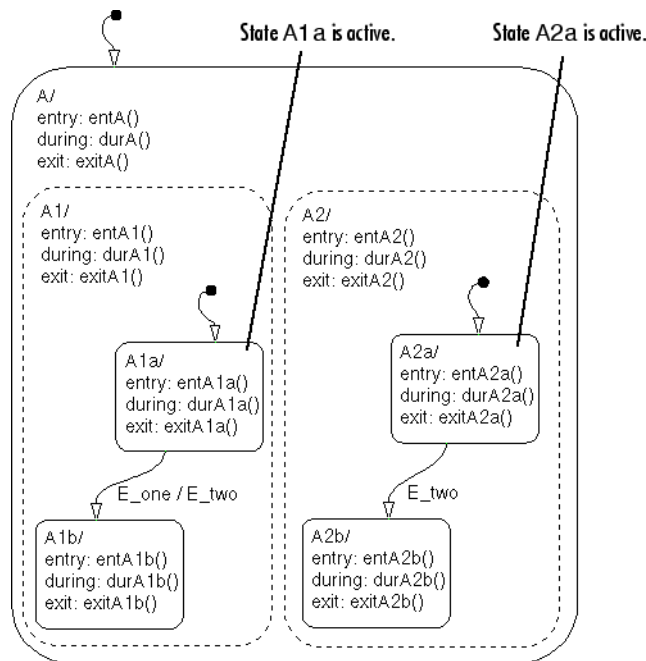 State A1a is active.
State A2a is active.
A/
entry: entA()
during: durA()
exit: exitA()
A1/
entry: entA1()
during: durA1()
exit: exitA1()
A2/
entry: entA2()
during: durA2()
exit: exitA2()
A1a/
entry: entA1a()
during: durA1a()
exit: exitA1a()
A2a/
entry: entA2a()
during: durA2a()
exit: exitA2a()
E_one / E_two
E_two
A1b/
entry: entA1b()
during: durA1b()
exit: exitA1b()
A2b/
entry: entA2b()
during: durA2b()
exit: exitA2b()